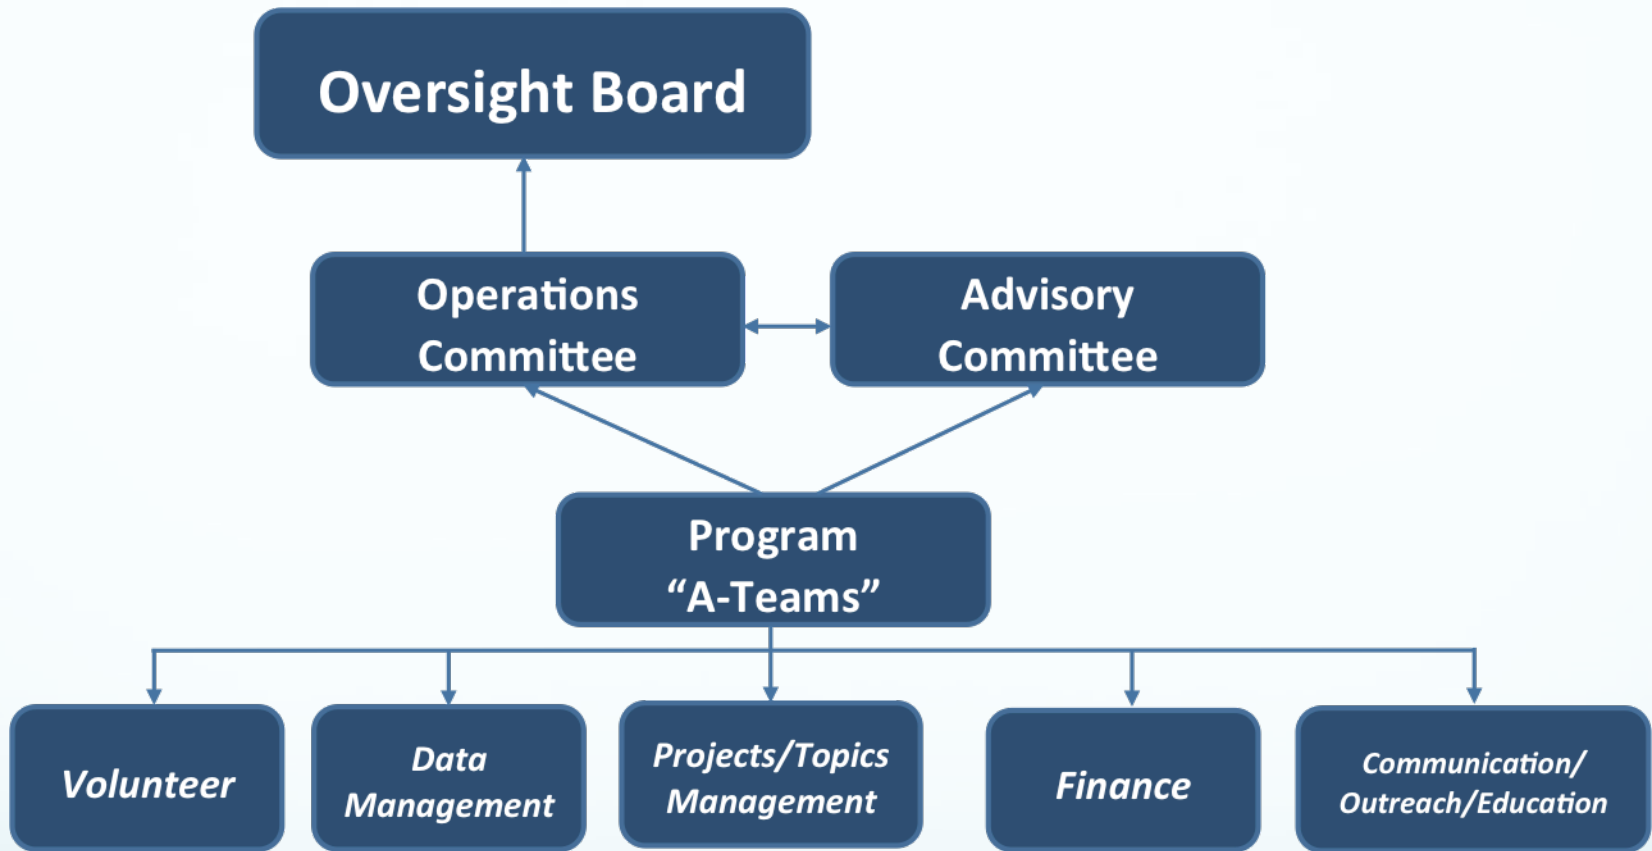 Oversight Board
Operations
Committee
Advisory
Committee
Program
“A-Teams”
Volunteer
Data
Management
Projects/Topics
Management
Finance
Communication/
Outreach/Education